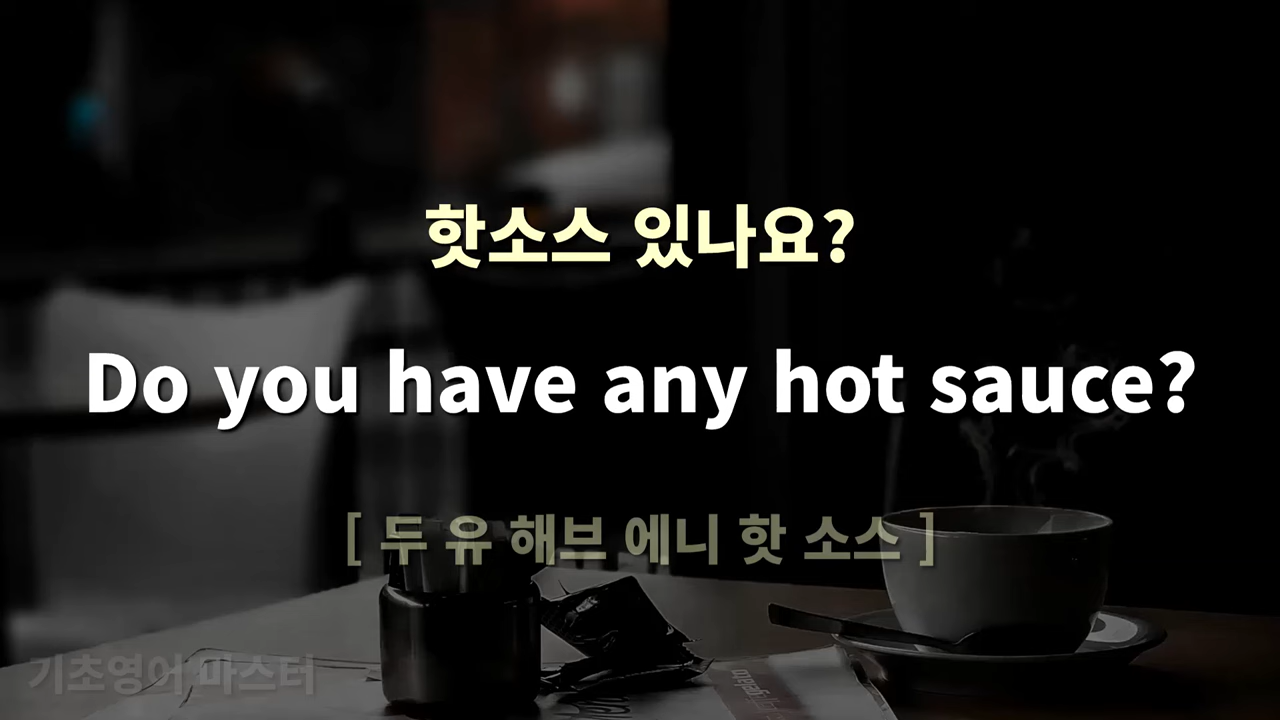 핫소스 있나요?
Do you have any hot sauce?
[ 두 유 해브 에니 핫 소스 ]
기초영어 마스터